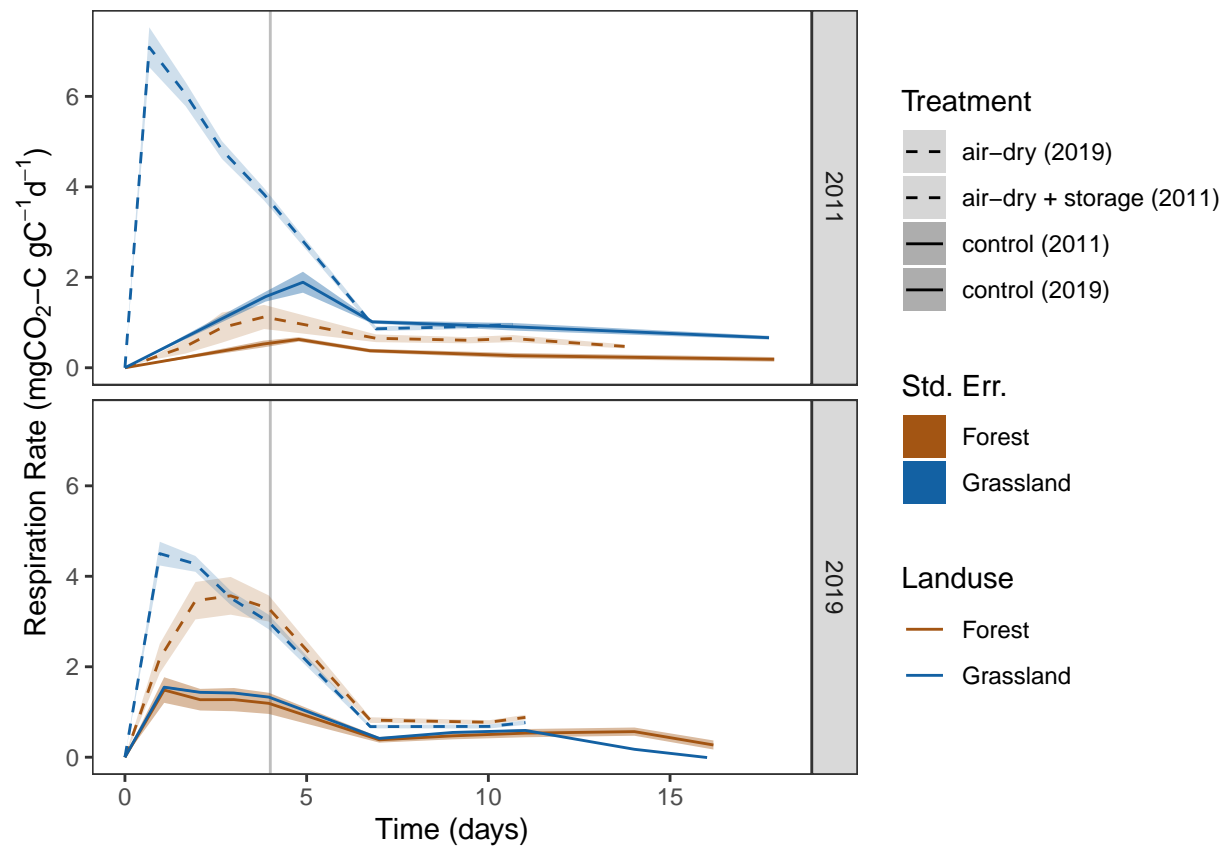 Respiration Rate (mgCO₂−C gC⁻¹d⁻¹)
6
4
2
0
2011
6
4
2
0
2019
0
5
10
15
Time (days)
Treatment
air−dry (2019)
air−dry + storage (2011)
control (2011)
control (2019)
Std. Err.
Forest
Grassland
Landuse
Forest
Grassland